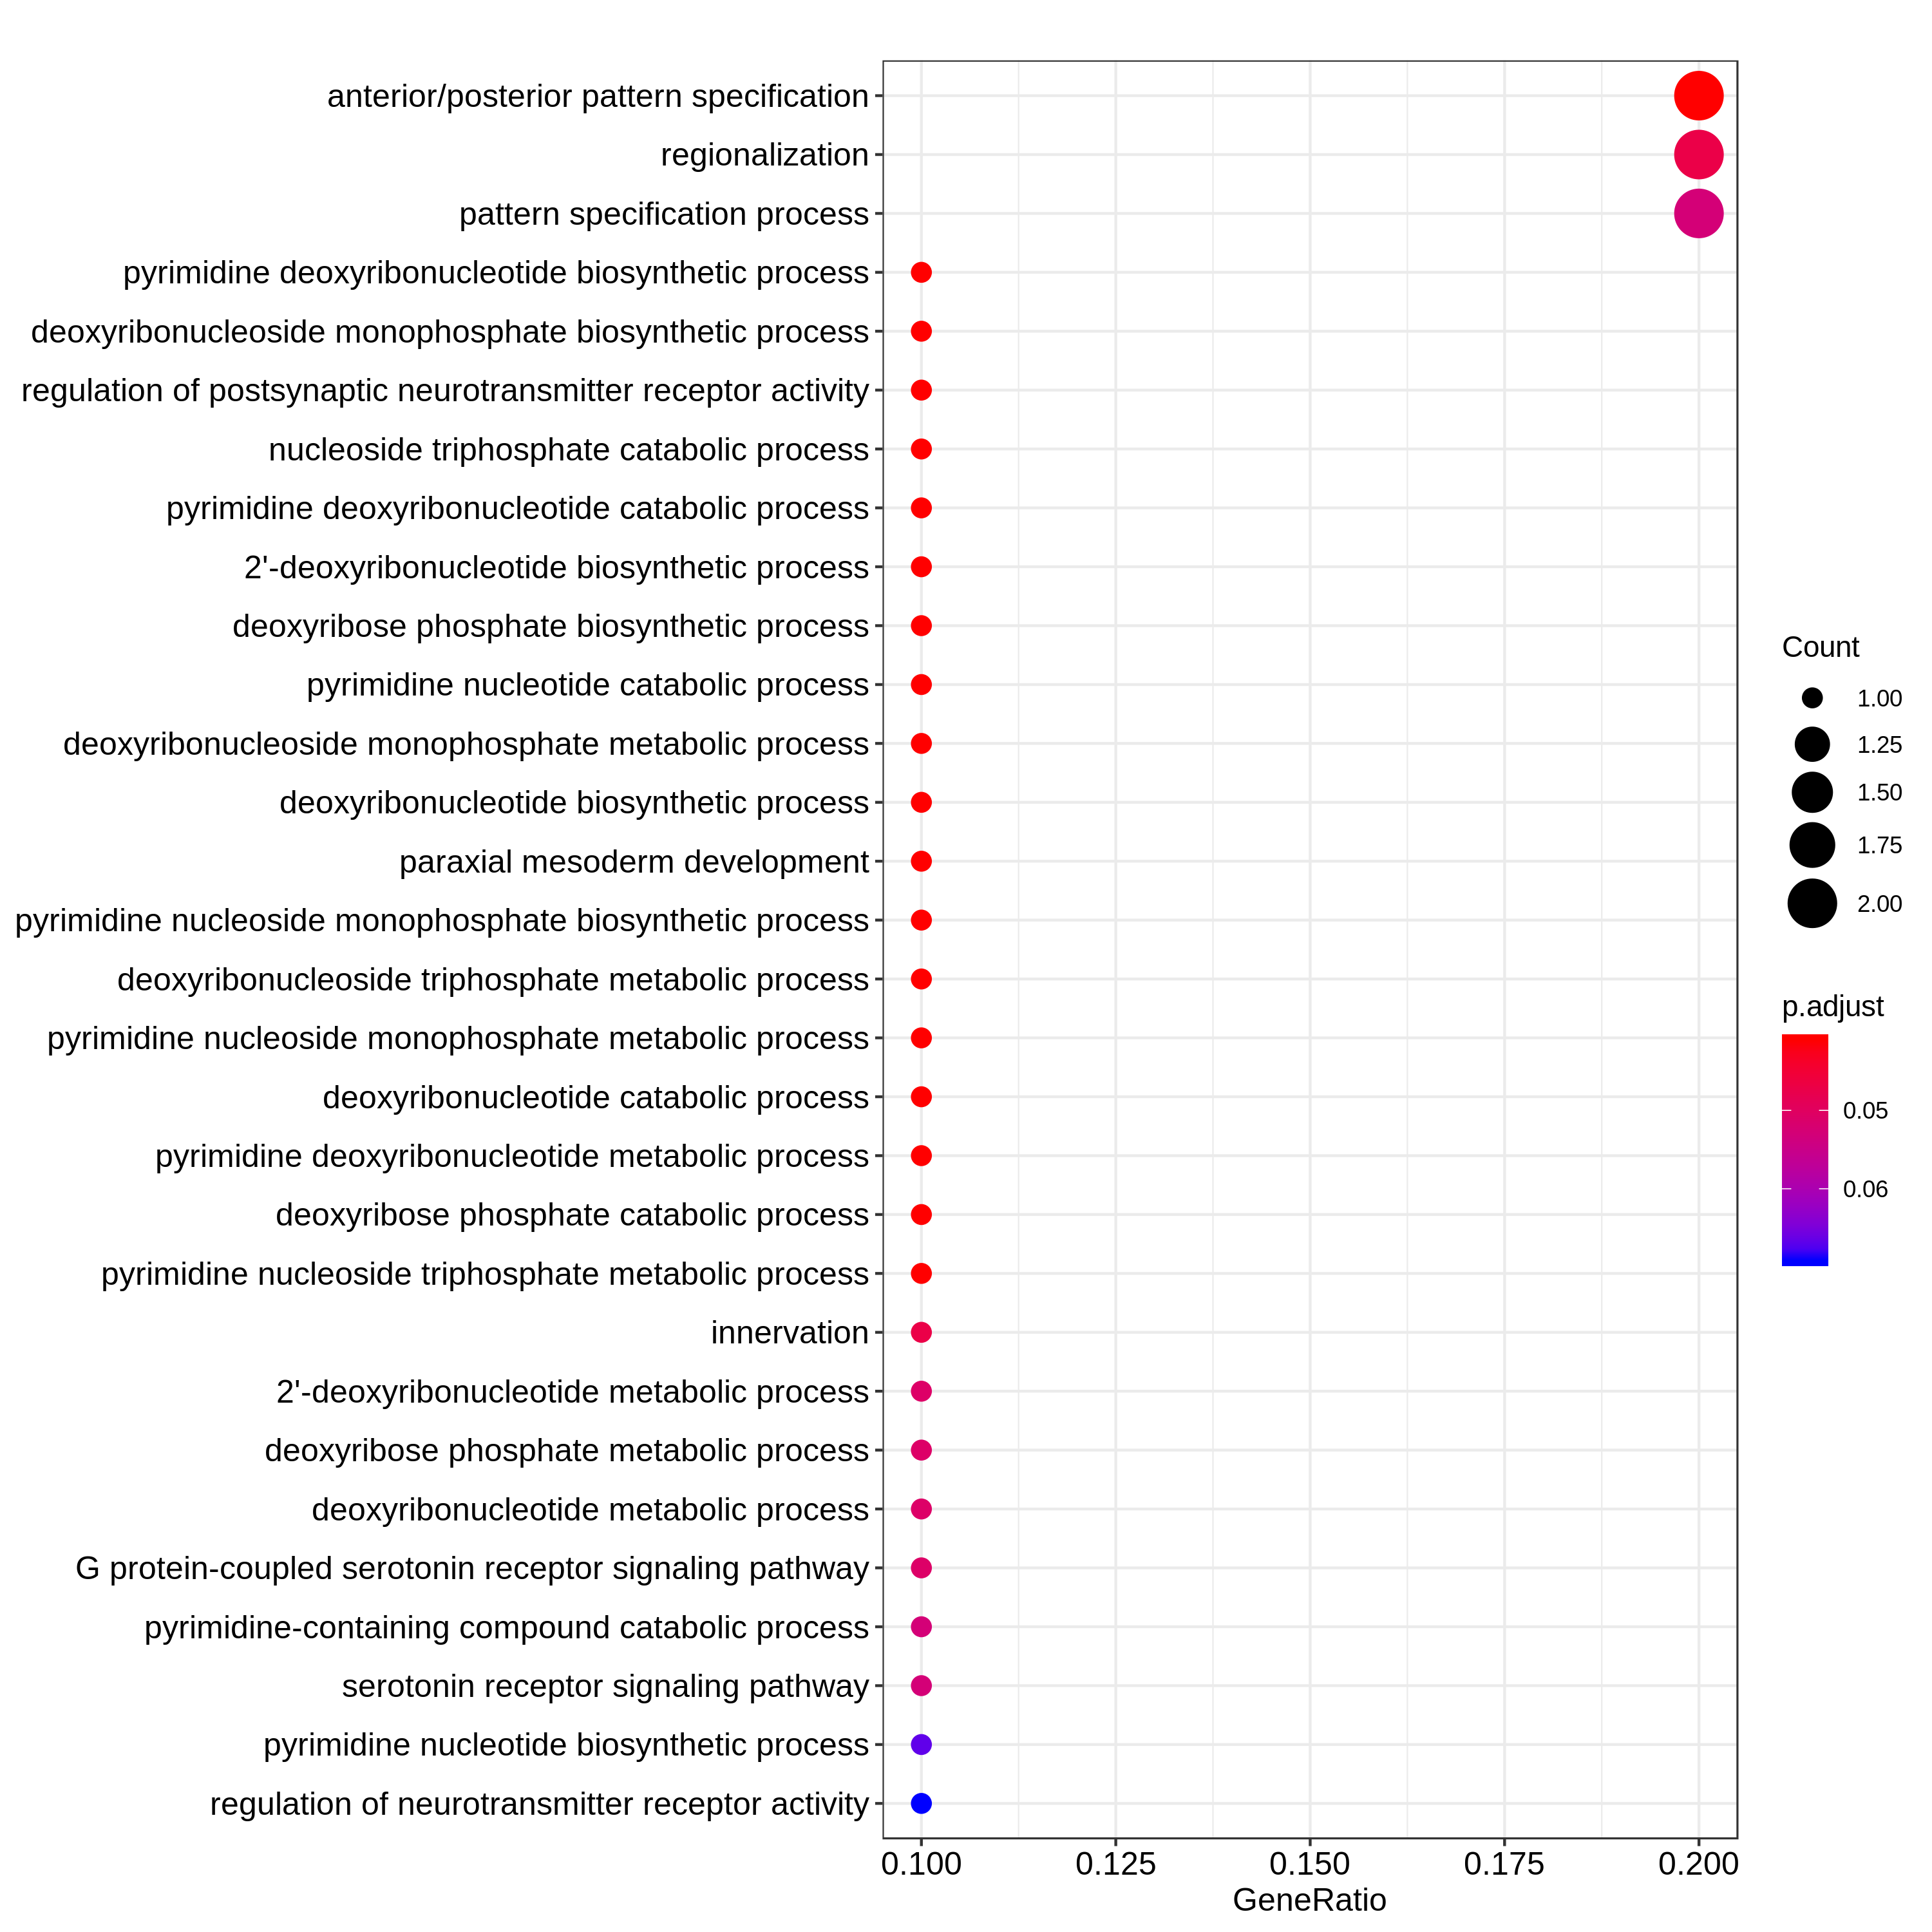 anterior/posterior pattern specification
regionalization
pattern specification process
pyrimidine deoxyribonucleotide biosynthetic process
deoxyribonucleoside monophosphate biosynthetic process
regulation of postsynaptic neurotransmitter receptor activity
nucleoside triphosphate catabolic process
pyrimidine deoxyribonucleotide catabolic process
2'-deoxyribonucleotide biosynthetic process
deoxyribose phosphate biosynthetic process
pyrimidine nucleotide catabolic process
deoxyribonucleoside monophosphate metabolic process
deoxyribonucleotide biosynthetic process
paraxial mesoderm development
pyrimidine nucleoside monophosphate biosynthetic process
deoxyribonucleoside triphosphate metabolic process
pyrimidine nucleoside monophosphate metabolic process
deoxyribonucleotide catabolic process
pyrimidine deoxyribonucleotide metabolic process
deoxyribose phosphate catabolic process
pyrimidine nucleoside triphosphate metabolic process
innervation
2'-deoxyribonucleotide metabolic process
deoxyribose phosphate metabolic process
deoxyribonucleotide metabolic process
G protein-coupled serotonin receptor signaling pathway
pyrimidine-containing compound catabolic process
serotonin receptor signaling pathway
pyrimidine nucleotide biosynthetic process
regulation of neurotransmitter receptor activity
0.100 0.125 0.150 0.175 0.200
GeneRatio
Count
1.00
1.25
1.50
1.75
2.00
p.adjust
0.05
0.06